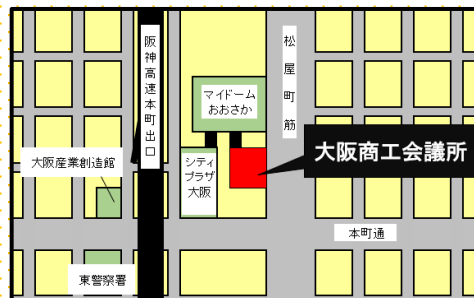 阪神高速本町出口
松屋町筋
マイドーム
おおさか
大阪商工会議所
大阪産業創造館
シティ
プラザ
大阪
本町通
東警察署